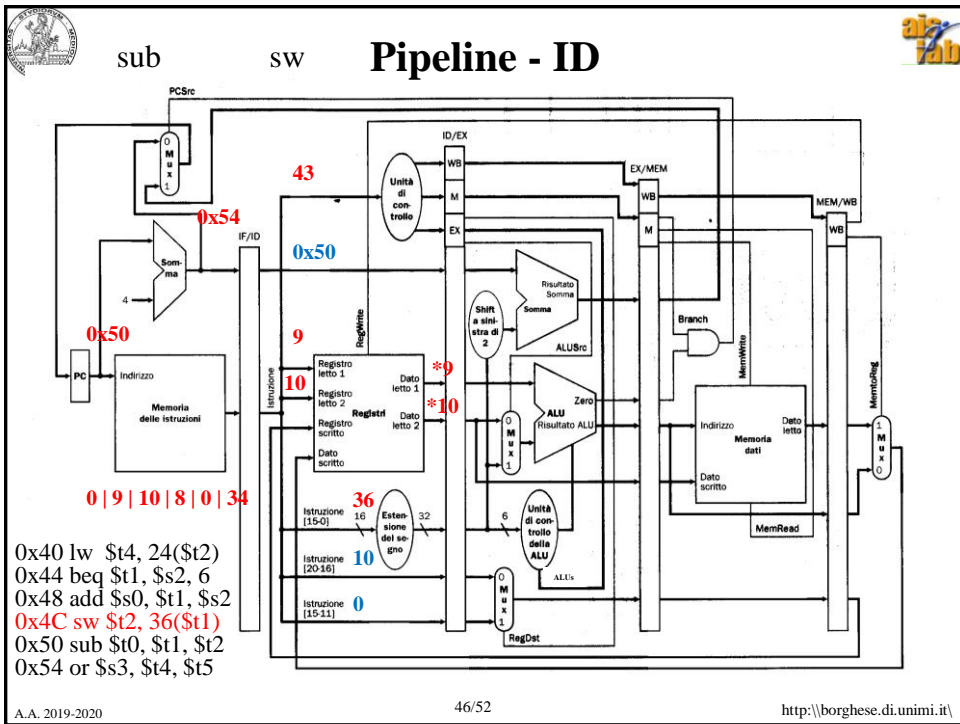 sub sw Pipeline - ID
PCSrc
ID/EX
0
M
u
x
1
43
Unità
di
con-
trollo
WB
M
EX
EX/MEM
WB
M
MEM/WB
WB
0x54
IF/ID
0x50
Som-
ma
4
Risultato
Somma
Somma
Shift
a sini-
stra di
2
Branch
RegWrite
ALUSrc
MemWrite
MemtoReg
0x50
PC
Indirizzo
Memoria
delle istruzioni
Istruzione
9
10
Registro
letto 1
Registro
letto 2
Registro
scritto
Dato
scritto
Registri
Dato
letto 1
Dato
letto 2
*9
*10
0
M
u
x
1
Zero
ALU
Risultato ALU
Indirizzo
Dato
letto
Memoria
dati
Dato
scritto
1
M
u
x
0
0 | 9 | 10 | 8 | 0 | 34
Istruzione
[15-0]
16
36
Esten-
sione
del segno
32
6
Unità
di con-
trollo
della
ALU
MemRead
Istruzione
[20-16]
10
ALUs
Istruzione
[15-11]
0
0
M
u
x
1
RegDst
0x40 lw $t4, 24($t2)
0x44 beq $t1, $s2, 6
0x48 add $s0, $t1, $s2
0x4C sw $t2, 36($t1)
0x50 sub $t0, $t1, $t2
0x54 or $s3, $t4, $t5
A.A. 2019-2020
46/52
http:\\borghese.di.unimi.it\